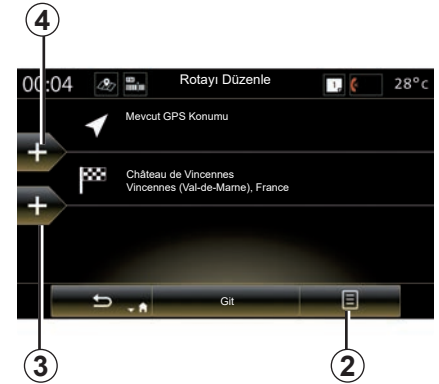 4
00:04 Rotayı Düzenle 1 28°c
Mevcut GPS Konumu
+
Château de Vincennes
Vincennes (Val-de-Marne), France
+
Git
3 2